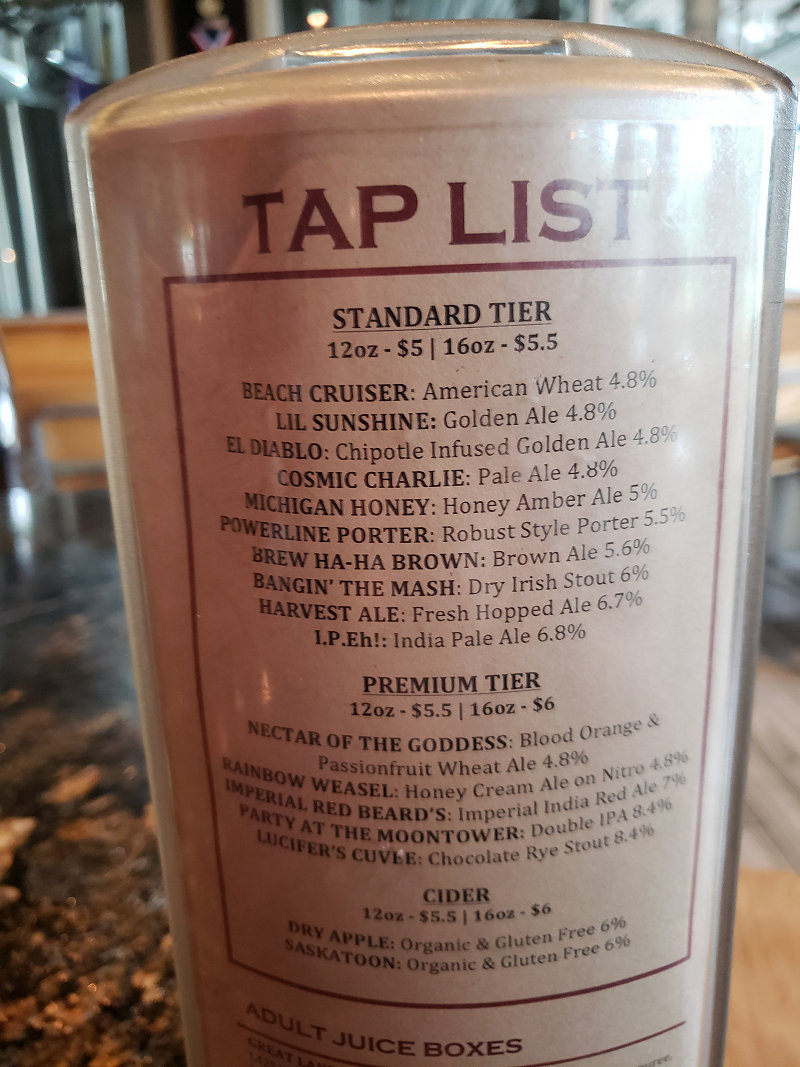 TAP LIST
STANDARD TIER
12oz - $5 | 16oz - $5.5
BEACH CRUISER: American Wheat 4.8%
LIL SUNSHINE: Golden Ale 4.8%
EL DIABLO: Chipotle Infused Golden Ale 4.8%
COSMIC CHARLIE: Pale Ale 4.8%
MICHIGAN HONEY: Honey Amber Ale 5%
POWERLINE PORTER: Robust Style Porter 5.5%
BREW HA-HA BROWN: Brown Ale 5.6%
BANGIN' THE MASH: Dry Irish Stout 6%
HARVEST ALE: Fresh Hopped Ale 6.7%
I.P.Eh!: India Pale Ale 6.8%
PREMIUM TIER
12oz - $5.5 | 16oz - $6
NECTAR OF THE GODDESS: Blood Orange &
Passionfruit Wheat Ale 4.8%
RAINBOW WEASEL: Honey Cream Ale on Nitro 4.8%
IMPERIAL RED BEARD'S: Imperial India Red Ale 7%
PARTY AT THE MOONTOWER: Double IPA 8.4%
LUCIFER'S CUVEE: Chocolate Rye Stout 8.4%
CIDER
12oz - $5.5 | 16oz - $6
DRY APPLE: Organic & Gluten Free 6%
SASKATOON: Organic & Gluten Free 6%
ADULT JUICE BOXES
GREAT